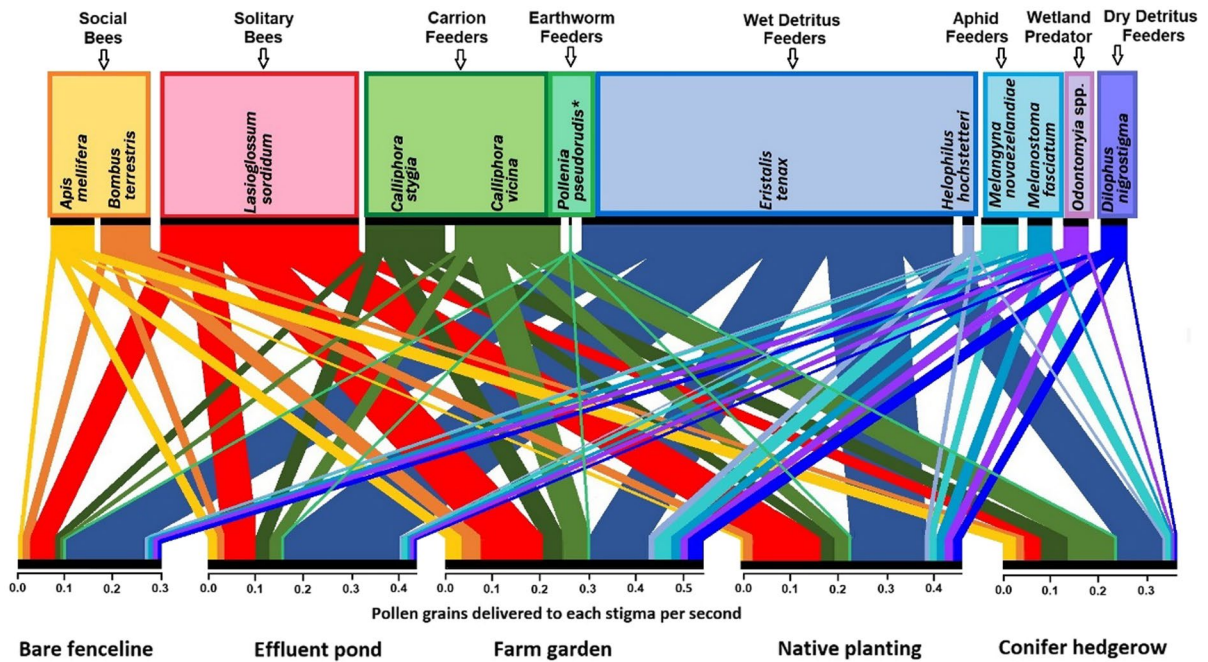 Social
Bees
Solitary
Bees
Carrion
Feeders
Earthworm
Feeders
Wet Detritus
Feeders
Aphid
Feeders
Wetland
Predator
Dry Detritus
Feeders
Apis
mellifera
Bombus
terrestris
Lasioglossum
sordidum
Calliphora
styga
Calliphora
vicina
Pollenia
pseudorudis*
Eristalis
tenax
Helophilus
hochstetteri
Melangyna
novaezelandiae
Melanostoma
fasciatum
Odontomyia spp.
Dilophus
nigrostigma
0.0 0.1 0.2 0.3
0.0 0.1 0.2 0.3 0.4
0.0 0.1 0.2 0.3 0.4 0.5
0.0 0.1 0.2 0.3 0.4
0.0 0.1 0.2 0.3
Pollen grains delivered to each stigma per second
Bare fenceline
Effluent pond
Farm garden
Native planting
Conifer hedgerow